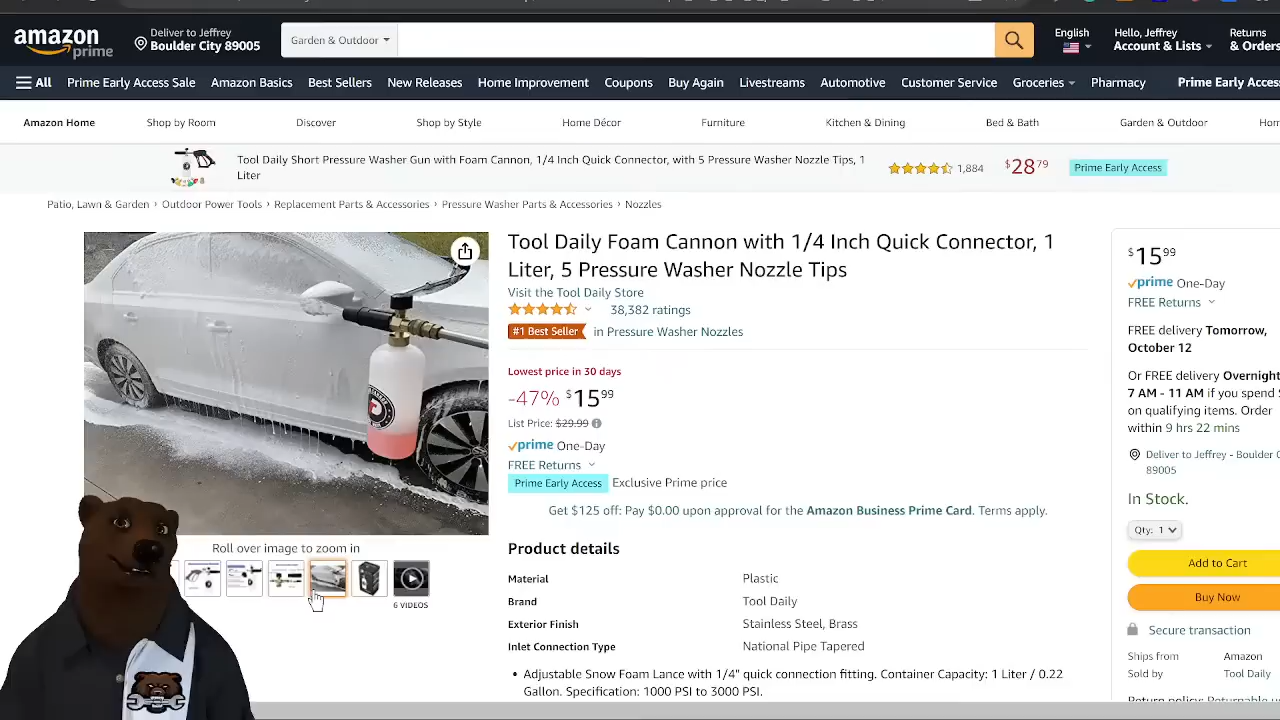 amazon
prime
Deliver to Jeffrey
Boulder City 89005
Garden & Outdoor
English
Hello, Jeffrey
Account & Lists
Returns
& Orders
All
Prime Early Access Sale
Amazon Basics
Best Sellers
New Releases
Home Improvement
Coupons
Buy Again
Livestreams
Automotive
Customer Service
Groceries
Pharmacy
Prime Early Acces
Amazon Home
Shop by Room
Discover
Shop by Style
Home Décor
Furniture
Kitchen & Dining
Bed & Bath
Garden & Outdoor
Hom
Tool Daily Short Pressure Washer Gun with Foam Cannon, 1/4 Inch Quick Connector, with 5 Pressure Washer Nozzle Tips, 1
Liter
1,884
$28 79
Prime Early Access
Patio, Lawn & Garden › Outdoor Power Tools › Replacement Parts & Accessories › Pressure Washer Parts & Accessories › Nozzles
Tool Daily Foam Cannon with 1/4 Inch Quick Connector, 1
Liter, 5 Pressure Washer Nozzle Tips
Visit the Tool Daily Store
38,382 ratings
#1 Best Seller in Pressure Washer Nozzles
Lowest price in 30 days
-47% $15 99
List Price: $29.99
prime One-Day
FREE Returns
Prime Early Access Exclusive Prime price
Get $125 off: Pay $0.00 upon approval for the Amazon Business Prime Card. Terms apply.
Roll over image to zoom in
6 VIDEOS
Product details
Material Plastic
Brand Tool Daily
Exterior Finish Stainless Steel, Brass
Inlet Connection Type National Pipe Tapered
• Adjustable Snow Foam Lance with 1/4" quick connection fitting. Container Capacity: 1 Liter / 0.22
Gallon. Specification: 1000 PSI to 3000 PSI.
$15 99
prime One-Day
FREE Returns
FREE delivery Tomorrow,
October 12
Or FREE delivery Overnight
7 AM - 11 AM if you spend
on qualifying items. Order
within 9 hrs 22 mins
Deliver to Jeffrey - Boulder
89005
In Stock.
Qty: 1
Add to Cart
Buy Now
Secure transaction
Ships from Amazon
Sold by Tool Daily